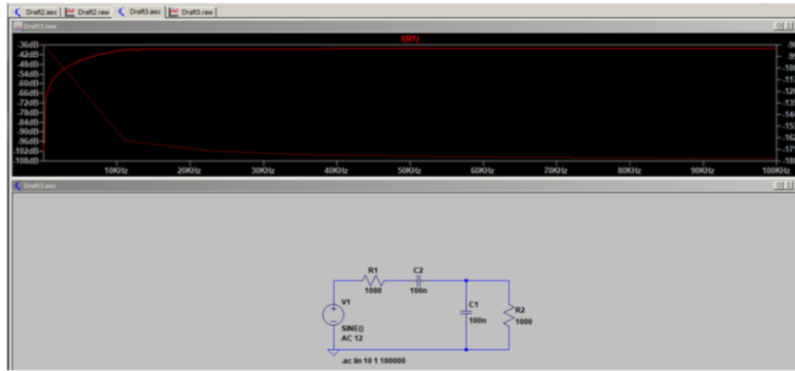 Draft2.asc Draft2.raw Draft3.asc Draft3.raw
Draft3.raw
I(R1)
-36dB
-42dB
-48dB
-54dB
-60dB
-66dB
-72dB
-78dB
-84dB
-90dB
-96dB
-102dB
-108dB
10KHz 20KHz 30KHz 40KHz 50KHz 60KHz 70KHz 80KHz 90KHz 100KHz
Draft3.asc
R1
1000
C2
100n
V1
SINE()
AC 12
C1
100n
R2
1000
.ac lin 10 1 100000